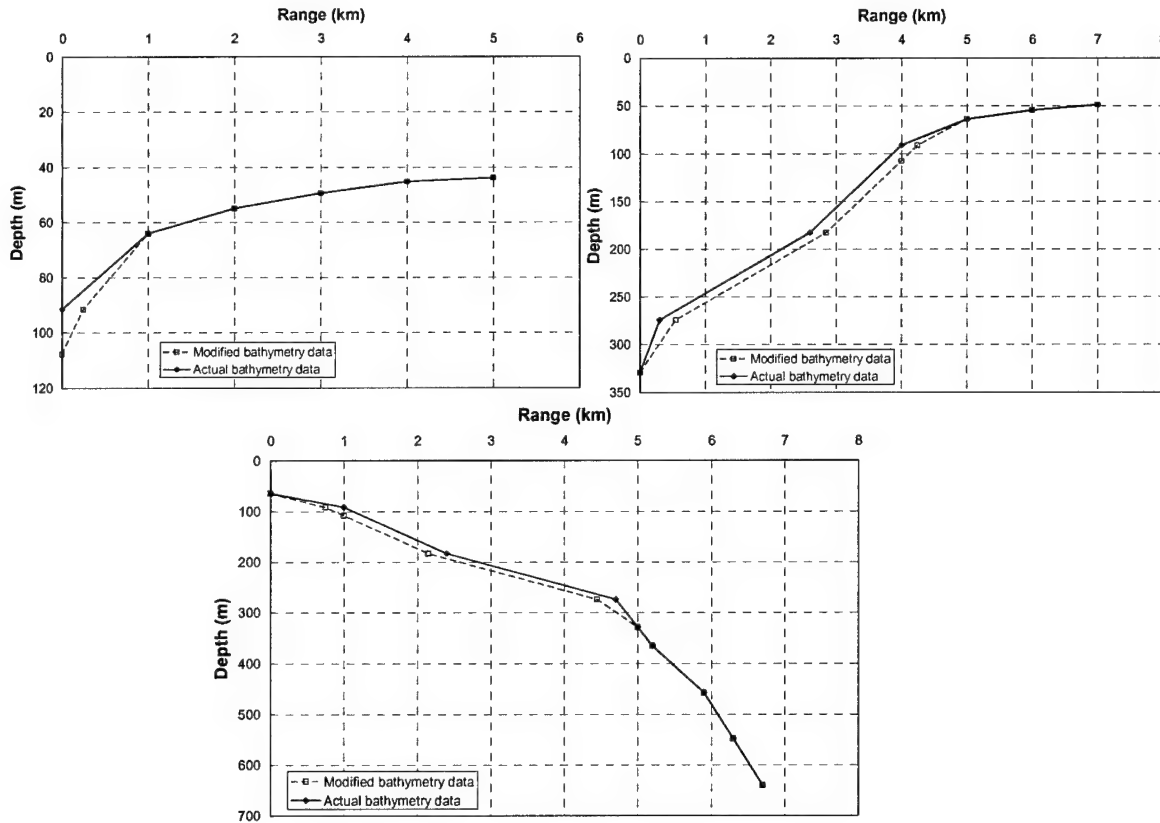 Range (km)
0 1 2 3 4 5 6
0
20
40
60
80
100
120
Depth (m)
Modified bathymetry data
Actual bathymetry data
Range (km)
0 1 2 3 4 5 6 7 8
0
50
100
150
200
250
300
350
Depth (m)
Modified bathymetry data
Actual bathymetry data
Range (km)
0 1 2 3 4 5 6 7 8
0
100
200
300
400
500
600
700
Depth (m)
Modified bathymetry data
Actual bathymetry data